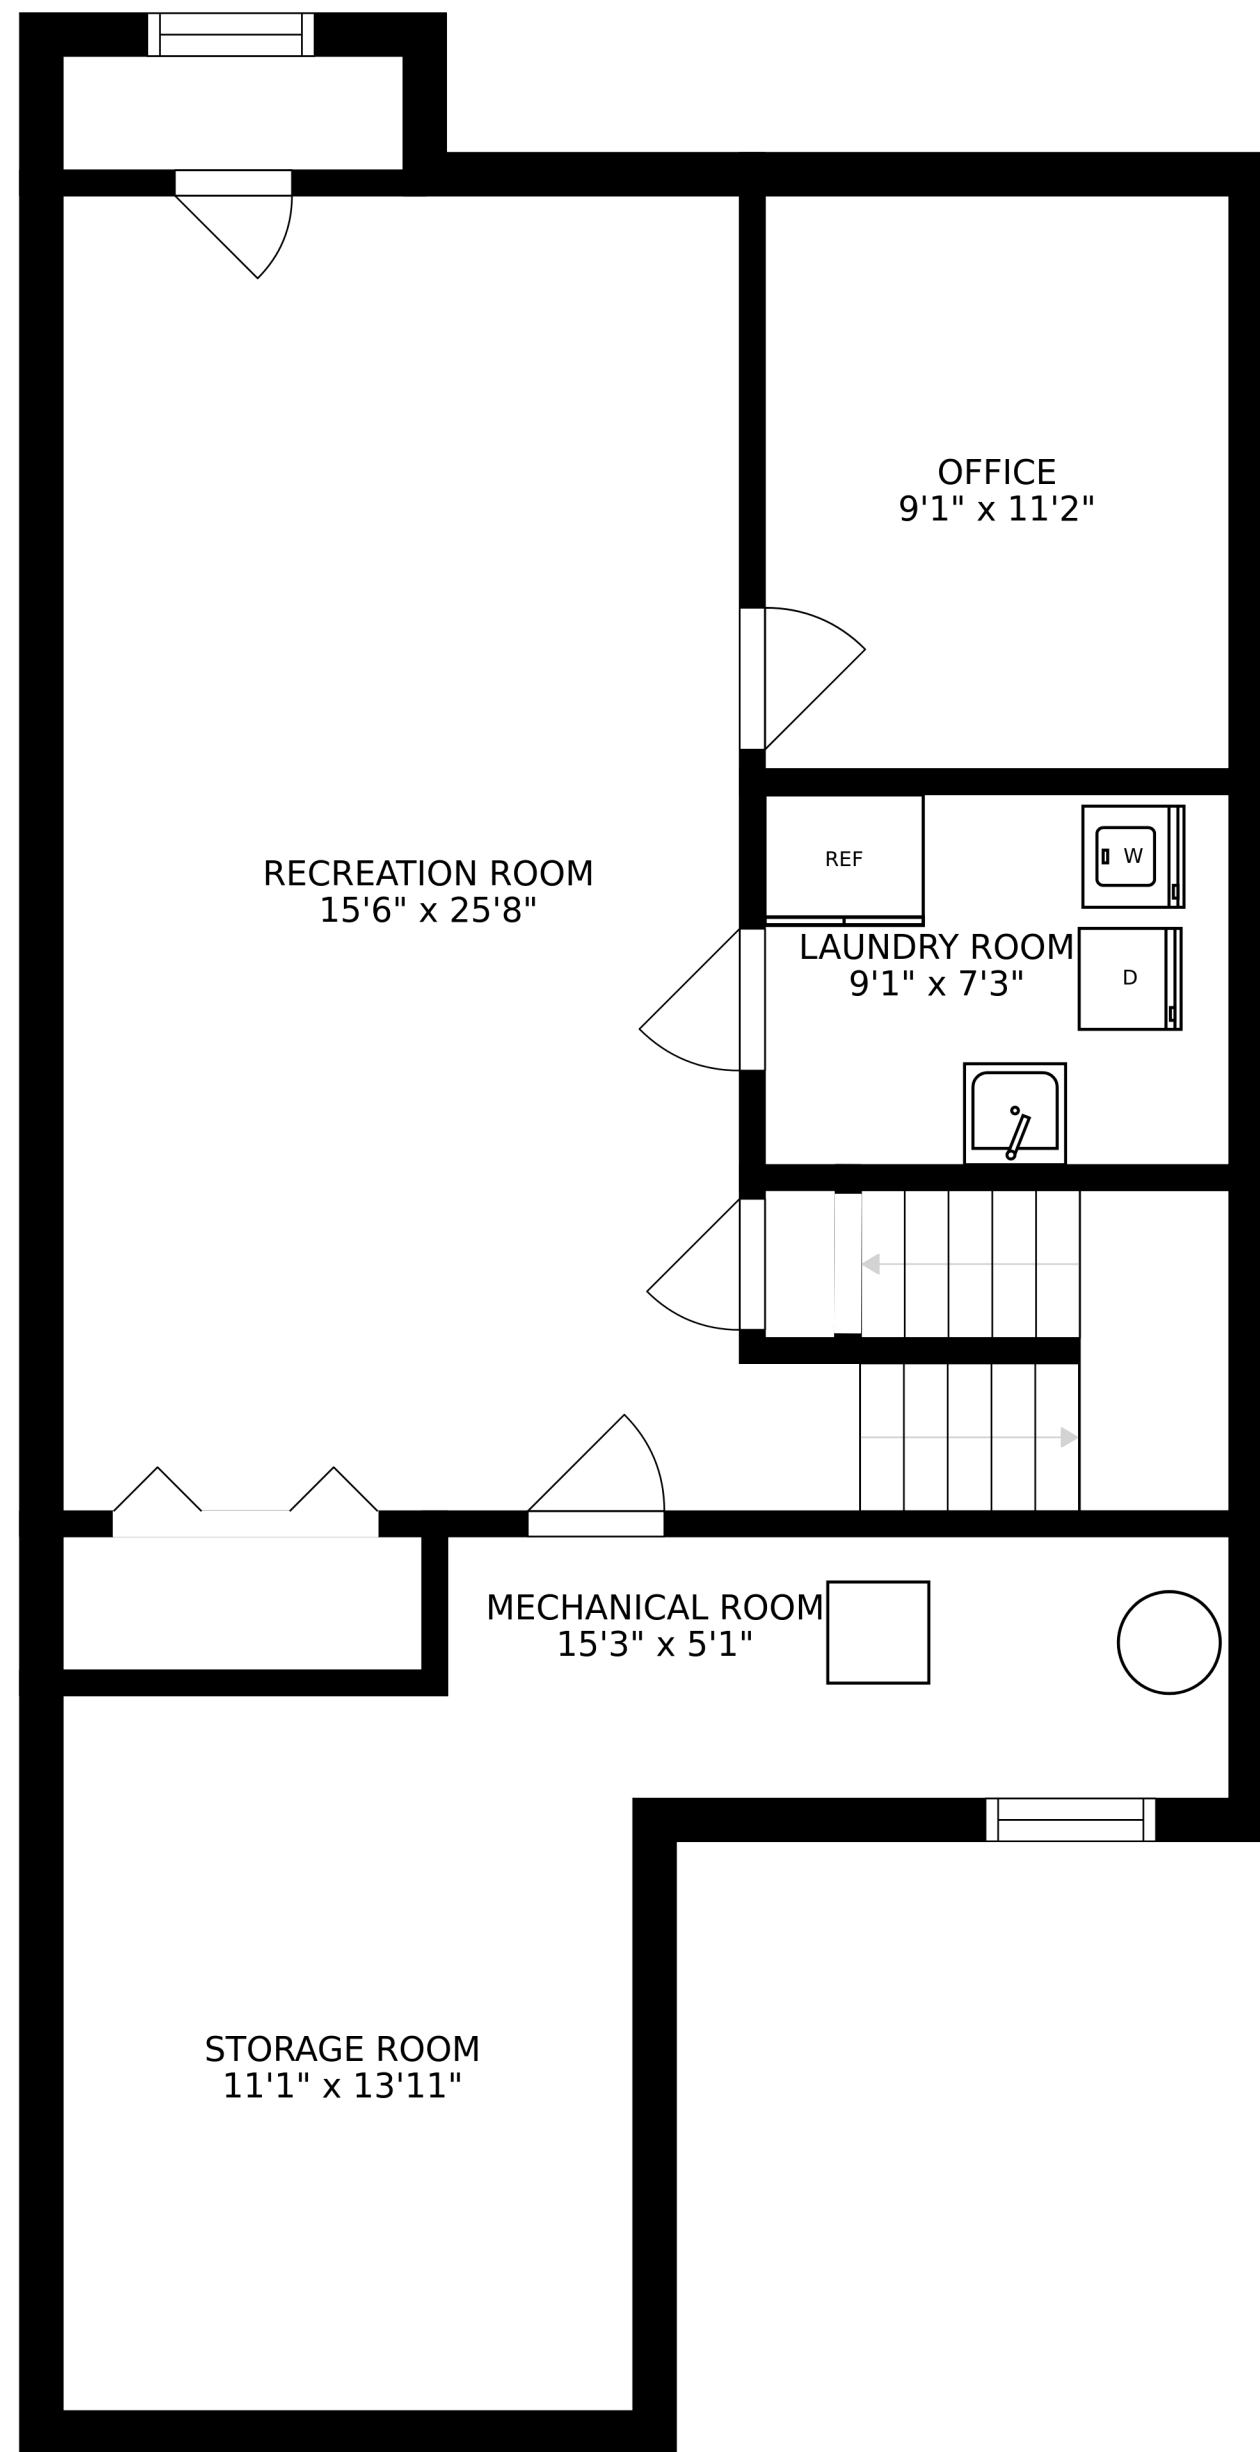 OFFICE
9'1" x 11'2"
RECREATION ROOM
15'6" x 25'8"
REF
W
LAUNDRY ROOM
9'1" x 7'3"
D
MECHANICAL ROOM
15'3" x 5'1"
STORAGE ROOM
11'1" x 13'11"